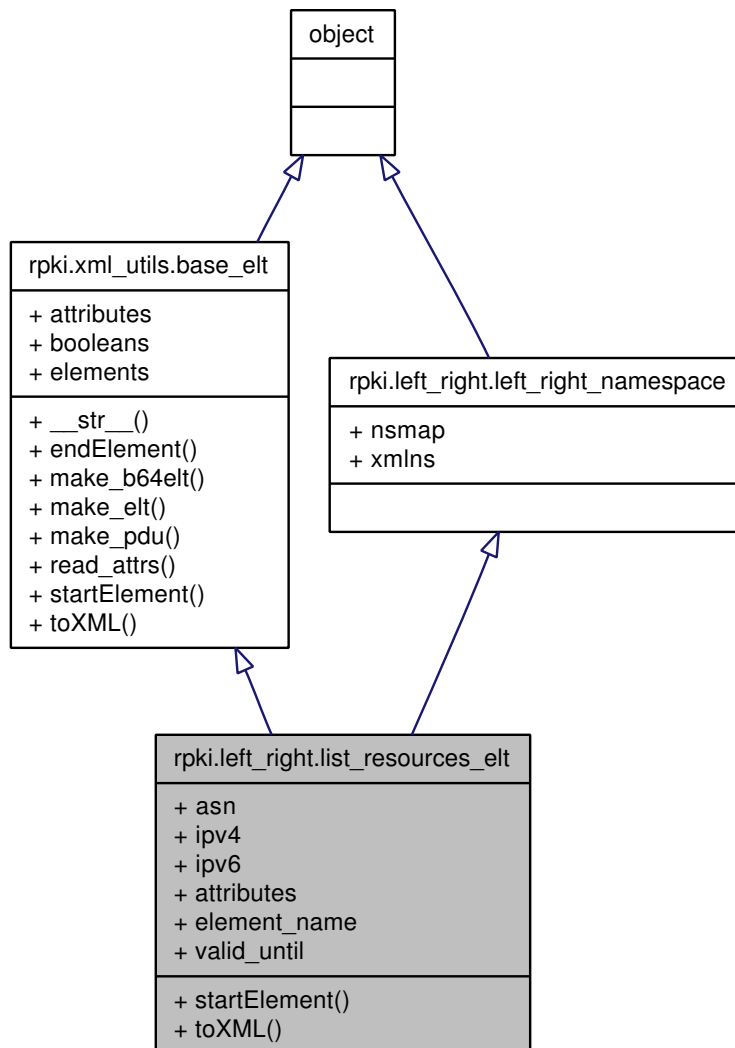 object
rpki.xml_utils.base_elt
+ attributes
+ booleans
+ elements
+ __str__()
+ endElement()
+ make_b64elt()
+ make_elt()
+ make_pdu()
+ read_attrs()
+ startElement()
+ toXML()
rpki.left_right.left_right_namespace
+ nsmap
+ xmlns
rpki.left_right.list_resources_elt
+ asn
+ ipv4
+ ipv6
+ attributes
+ element_name
+ valid_until
+ startElement()
+ toXML()